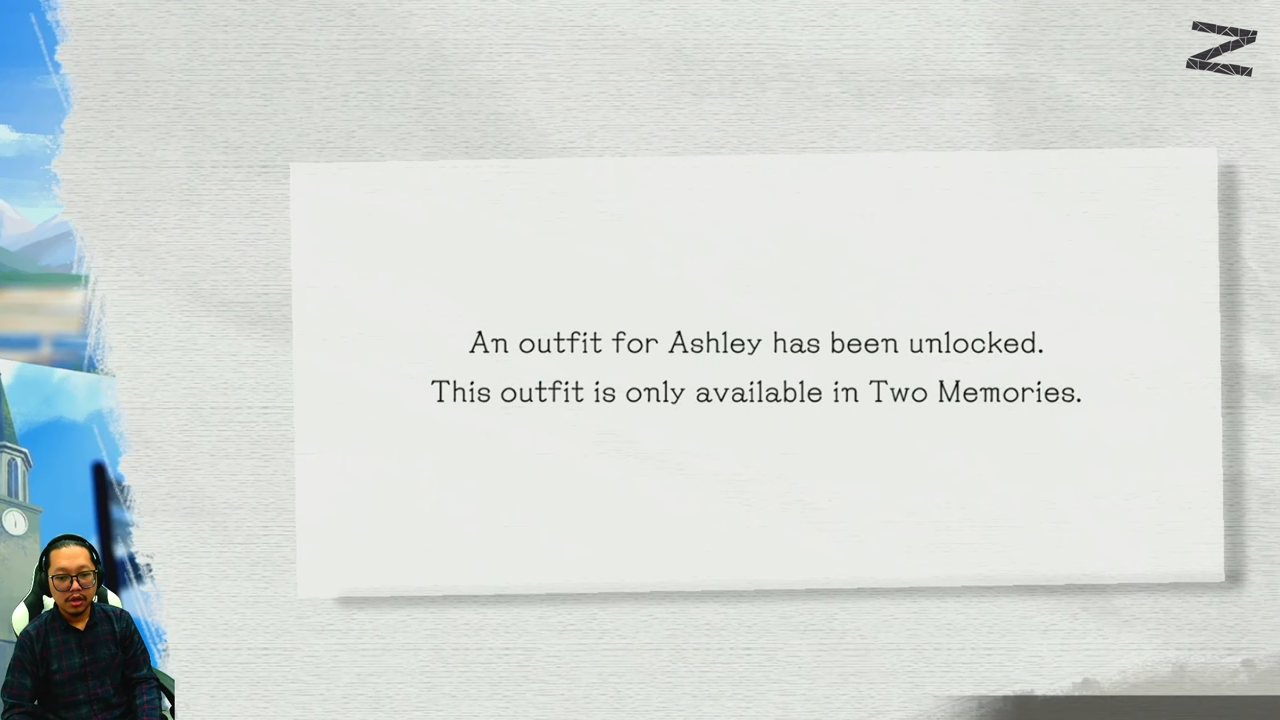 An outfit for Ashley has been unlocked.
This outfit is only available in Two Memories.